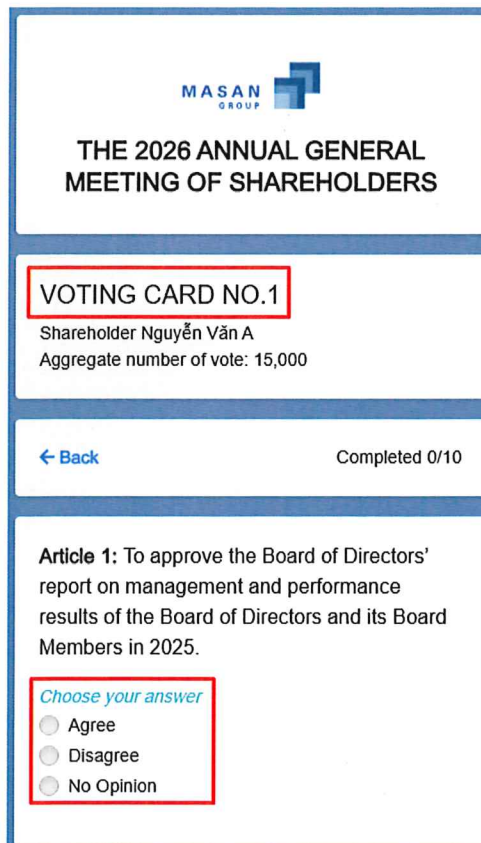 MASAN
GROUP
THE 2026 ANNUAL GENERAL
MEETING OF SHAREHOLDERS
VOTING CARD NO.1
Shareholder Nguyễn Văn A
Aggregate number of vote: 15,000
← Back
Completed 0/10
Article 1: To approve the Board of Directors'
report on management and performance
results of the Board of Directors and its Board
Members in 2025.
Choose your answer
Agree
Disagree
No Opinion